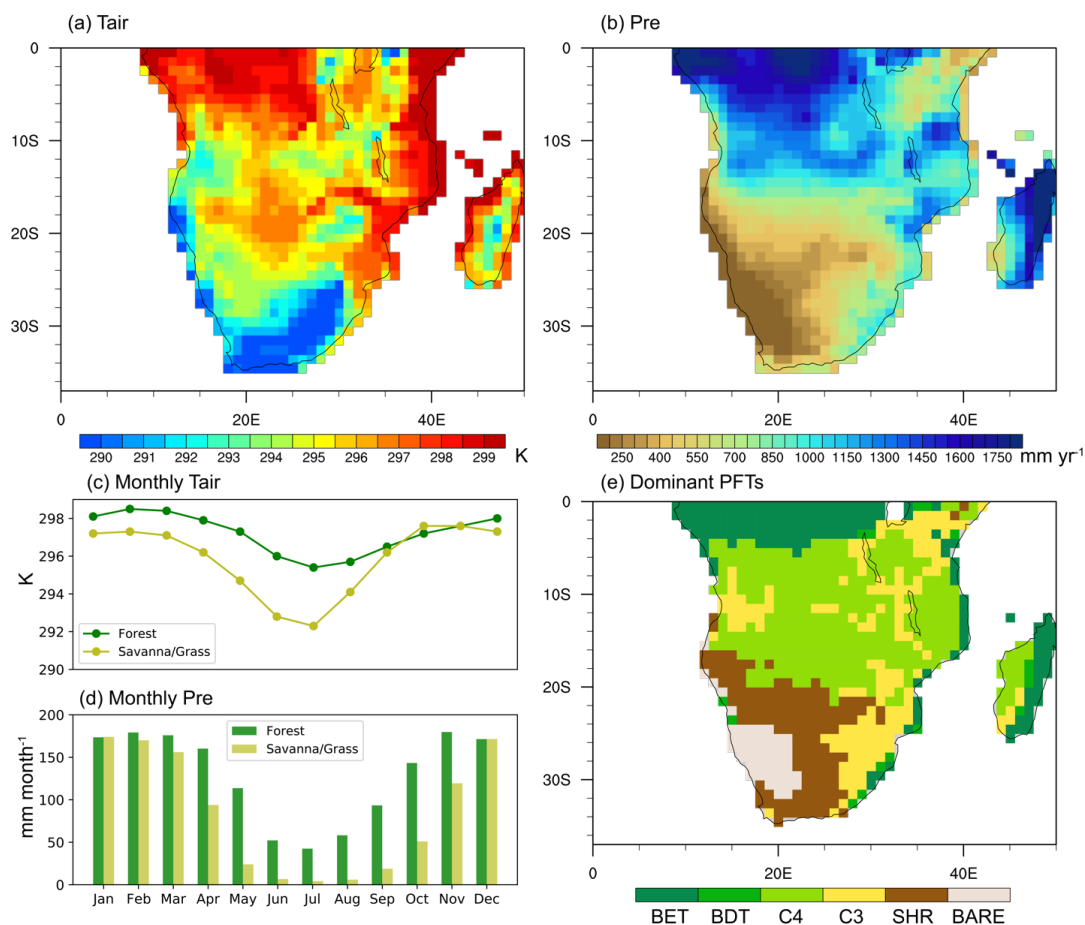 (a) Tair
(b) Pre
0
10S
20S
30S
0 20E 40E
290 291 292 293 294 295 296 297 298 299 K
0
10S
20S
30S
0 20E 40E
250 400 550 700 850 1000 1150 1300 1450 1600 1750 mm yr-1
(c) Monthly Tair
298
296
294
292
290
K
Forest
Savanna/Grass
(d) Monthly Pre
200
150
100
50
0
mm month-1
Forest
Savanna/Grass
Jan Feb Mar Apr May Jun Jul Aug Sep Oct Nov Dec
(e) Dominant PFTs
0
10S
20S
30S
0 20E 40E
BET BDT C4 C3 SHR BARE